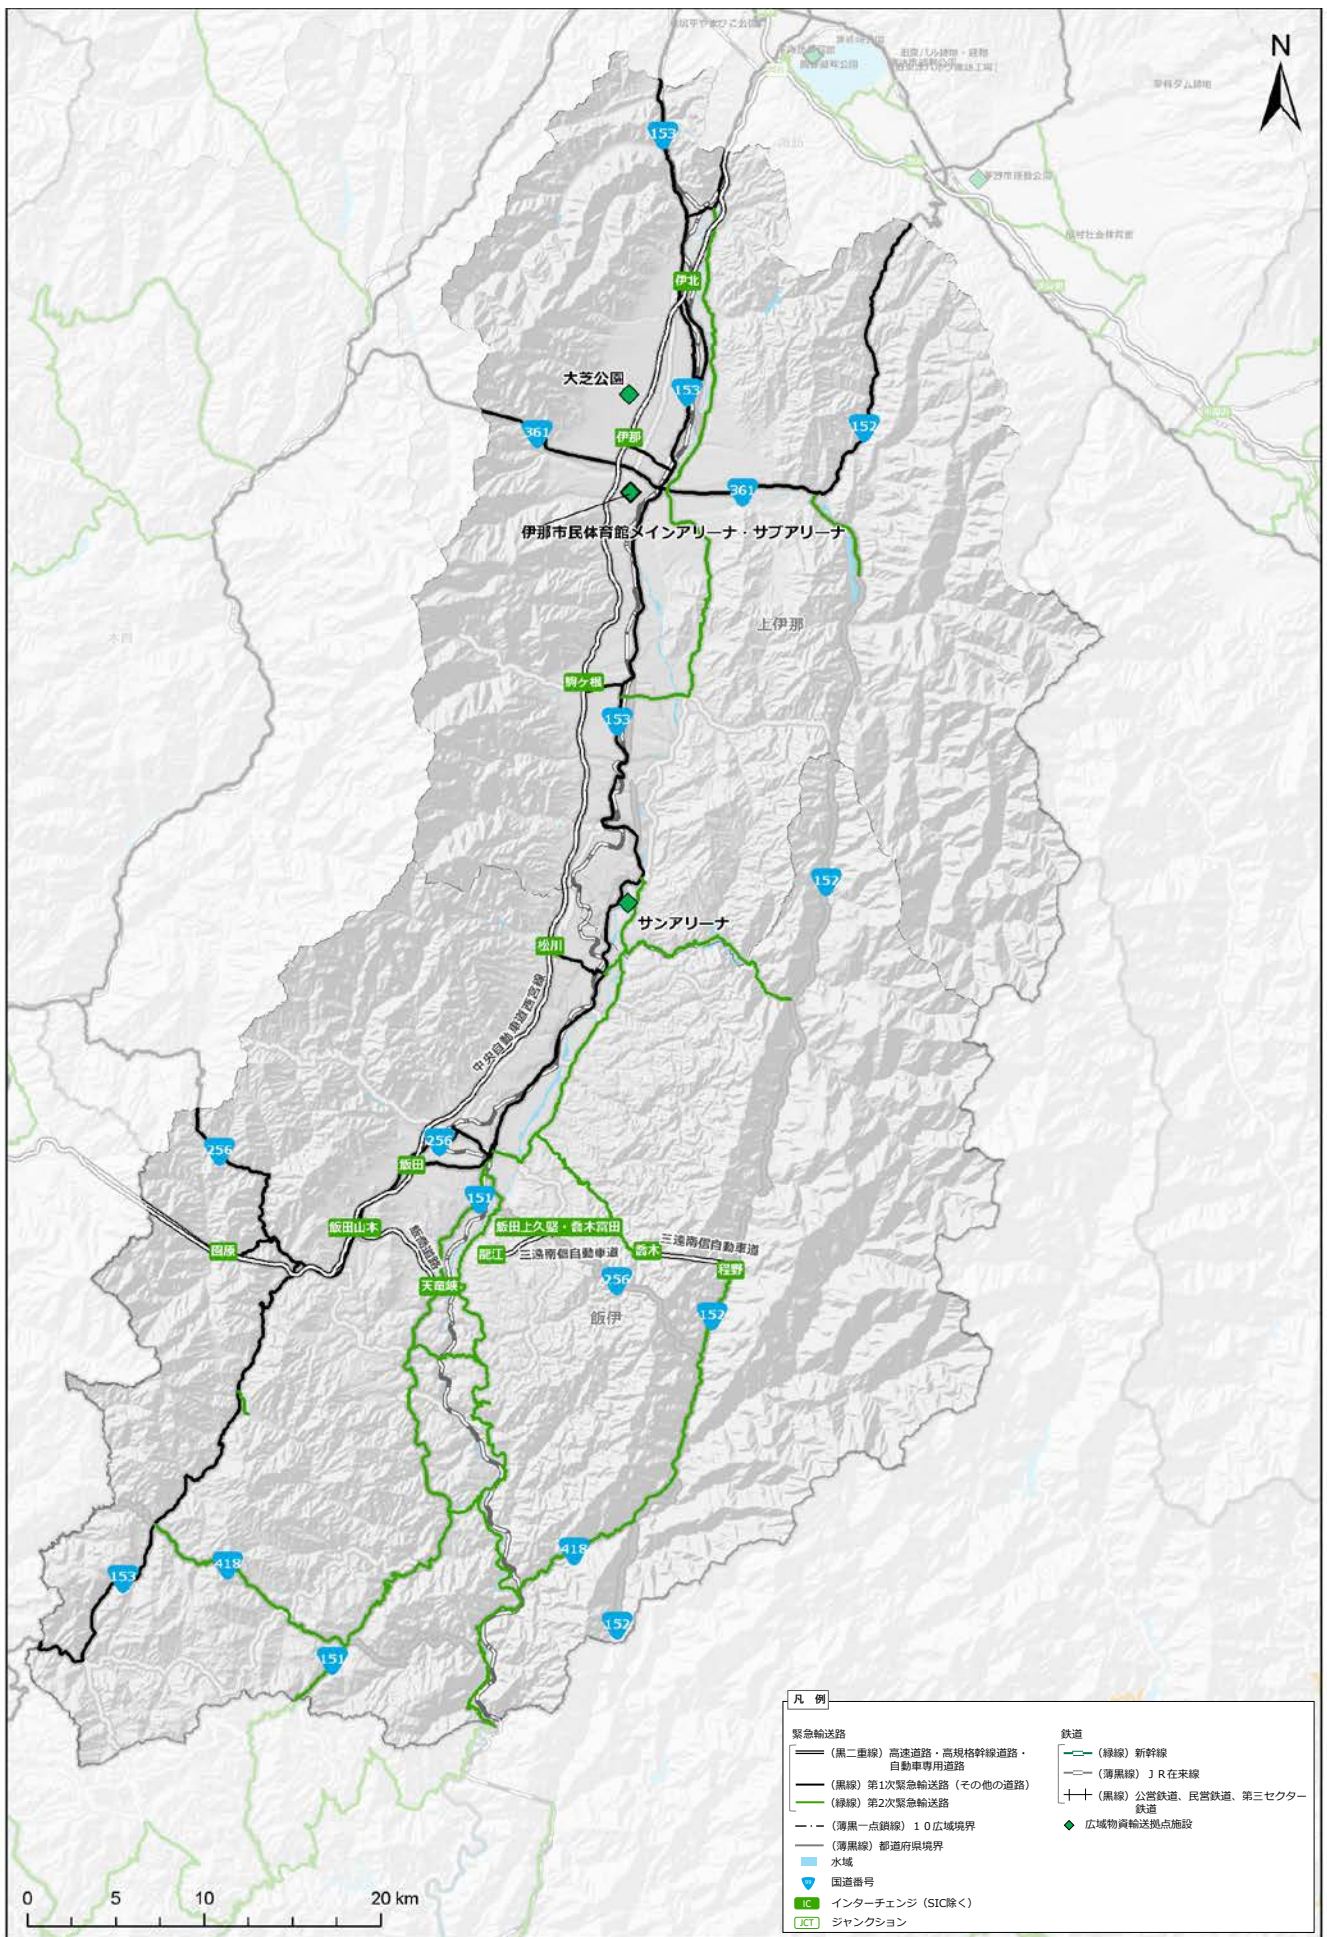 N
153
諏訪
伊北
大芝公園
153
361
伊那
152
361
伊那市民体育館メインアリーナ・サブアリーナ
上伊那
木曽
駒ヶ根
153
152
サンアリーナ
松川
中央自動車道西宮線
256
256
飯田
151
飯田山本
飯喬道路
飯田上久堅・喬木富田
三遠南信自動車道
園原
龍江
三遠南信自動車道
喬木
程野
天竜峡
256
飯伊
152
418
418
153
152
151
凡 例
緊急輸送路
(黒二重線)高速道路・高規格幹線道路・
自動車専用道路
(黒線)第1次緊急輸送路(その他の道路)
(緑線)第2次緊急輸送路
(薄黒一点鎖線)10広域境界
(薄黒線)都道府県境界
水域
国道番号
IC インターチェンジ(SIC除く)
JCT ジャンクション
鉄道
(緑線)新幹線
(薄黒線)JR在来線
(黒線)公営鉄道、民営鉄道、第三セクター
鉄道
広域物資輸送拠点施設
0 5 10 20 km